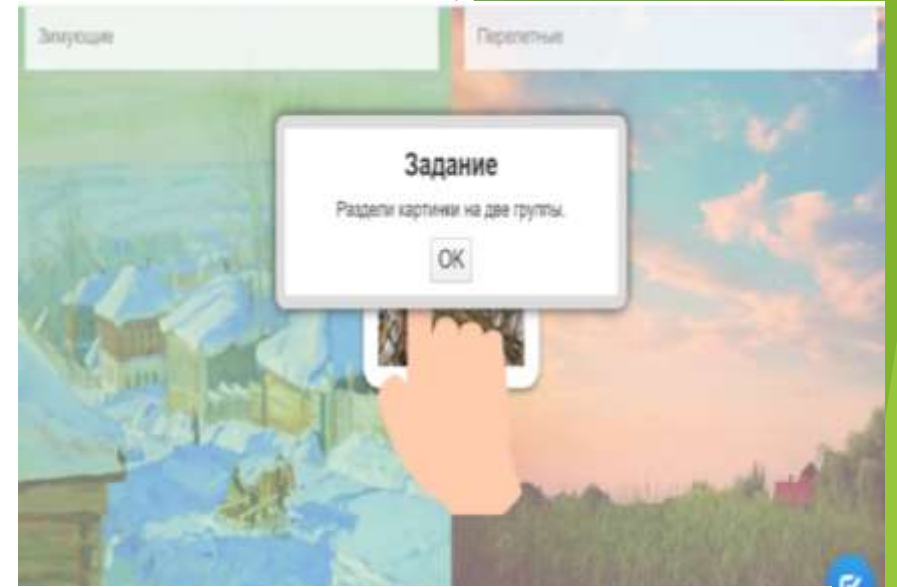 Зимующие
Перелетные
Задание
Раздели картинки на две группы.
OK